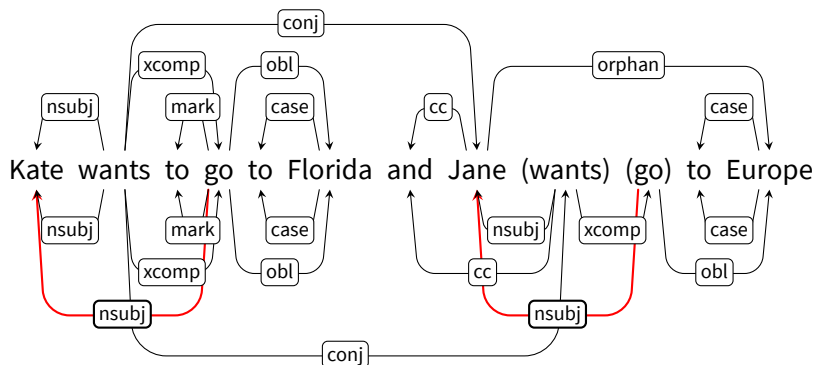 conj
xcomp obl orphan
nsubj mark case cc case
Kate wants to go to Florida and Jane (wants) (go) to Europe
nsubj mark case nsubj xcomp case
xcomp obl cc obl
nsubj nsubj
conj